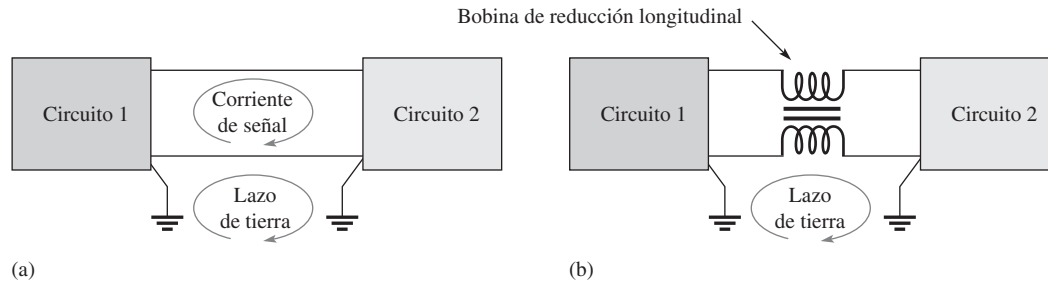 Bobina de reducción longitudinal
Circuito 1
Corriente
de señal
Circuito 2
Lazo
de tierra
(a)
Circuito 1
Circuito 2
Lazo
de tierra
(b)